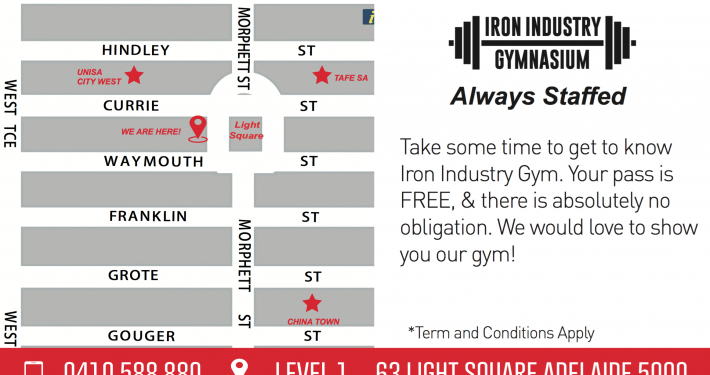 HINDLEY ST
MORPHETT ST
UNISA
CITY WEST
TAFE SA
WEST TCE
CURRIE ST
WE ARE HERE!
Light
Square
WAYMOUTH ST
FRANKLIN ST
MORPHETT ST
GROTE ST
CHINA TOWN
WEST
GOUGER ST
IRON INDUSTRY
GYMNASIUM
Always Staffed
Take some time to get to know
Iron Industry Gym. Your pass is
FREE, & there is absolutely no
obligation. We would love to show
you our gym!
*Term and Conditions Apply
0410 588 880 LEVEL 1 63 LIGHT SQUARE ADELAIDE 5000